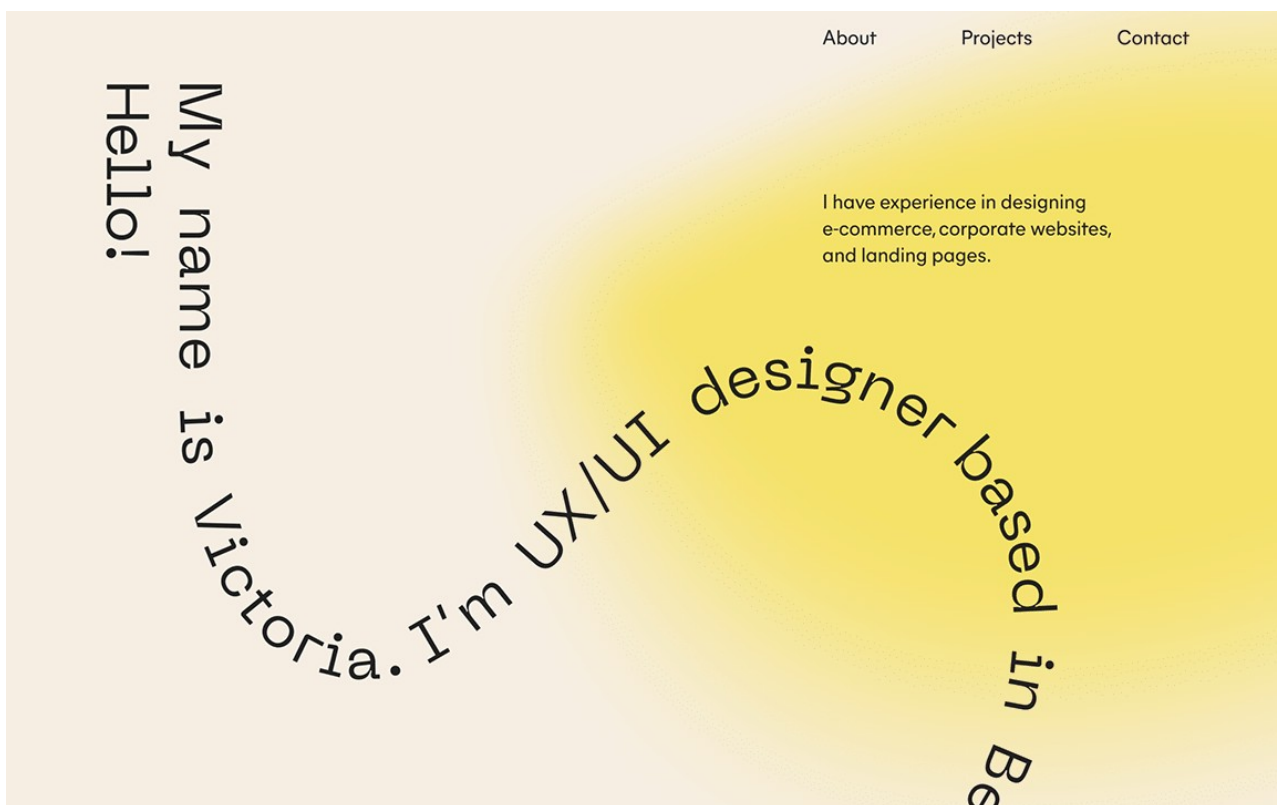 About
Projects
Contact
Hello!
My name is Victoria. I'm UX/UI designer based in
I have experience in designing
e-commerce, corporate websites,
and landing pages.